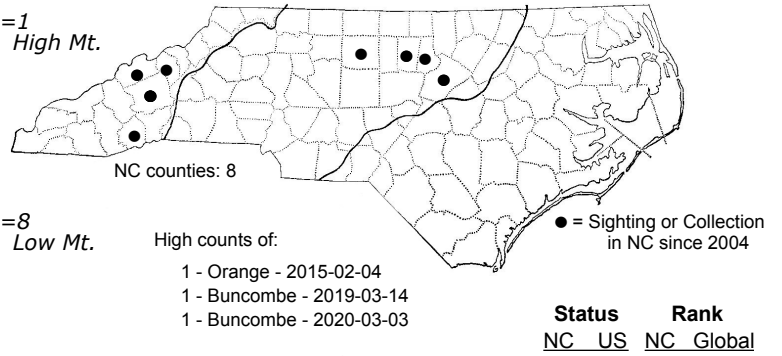 =1
High Mt.
NC counties: 8
=8
Low Mt.
High counts of:
1 - Orange - 2015-02-04
1 - Buncombe - 2019-03-14
1 - Buncombe - 2020-03-03
● = Sighting or Collection
in NC since 2004
Status Rank
NC US NC Global